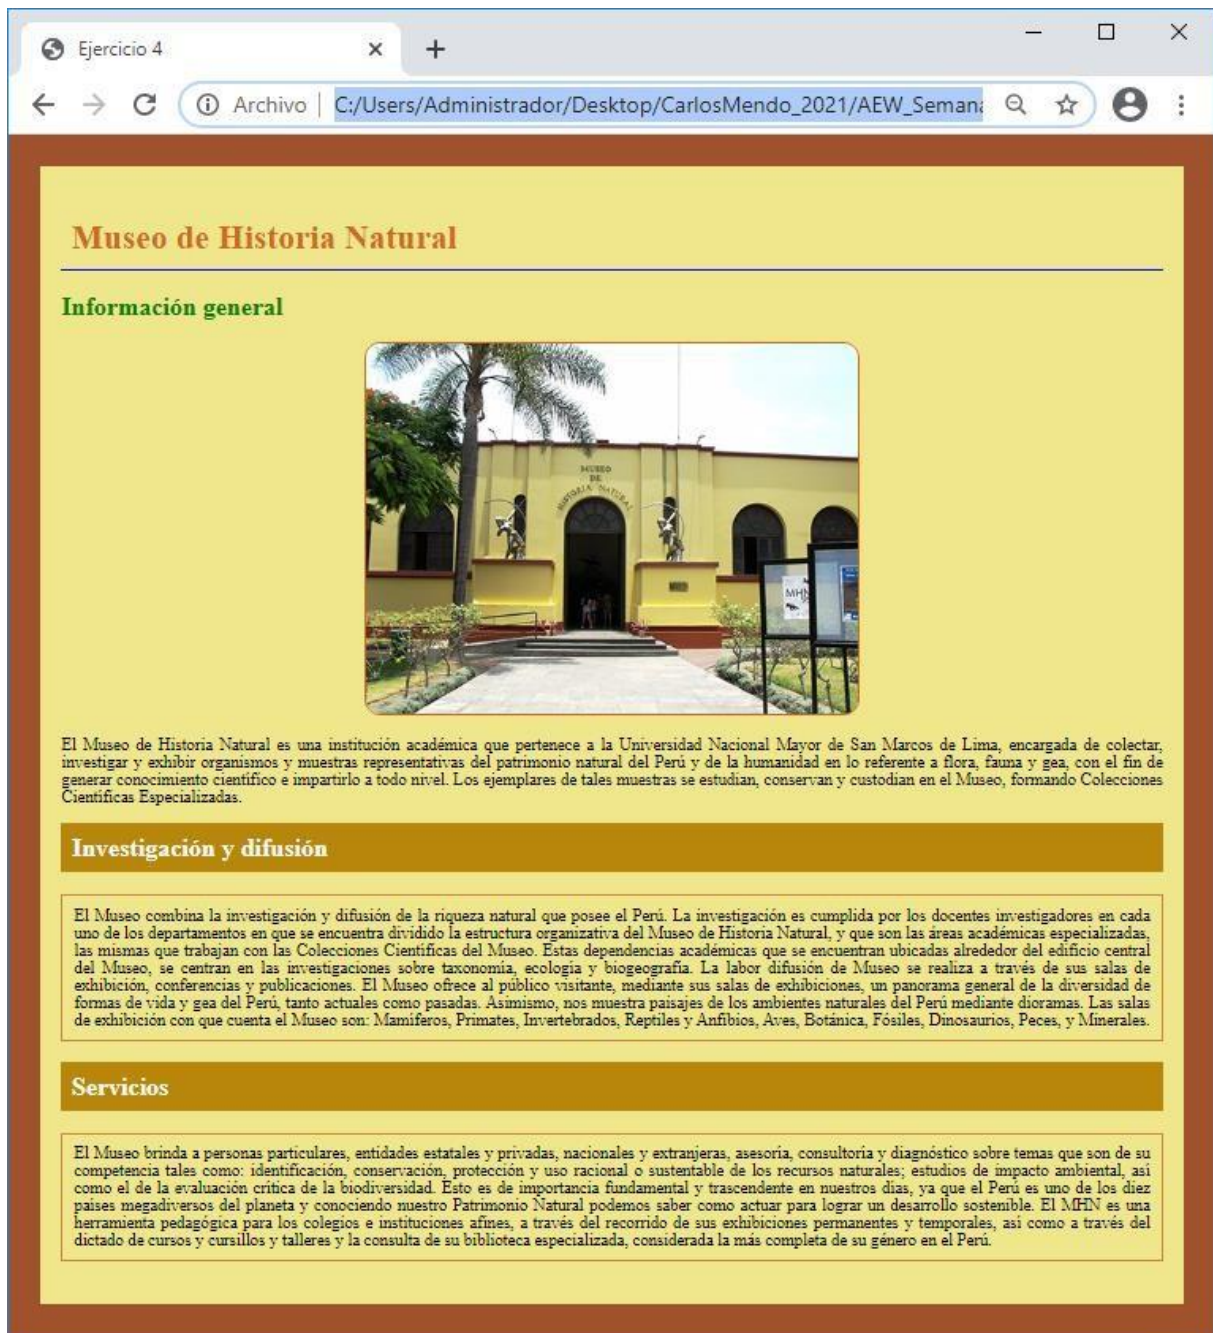 Ejercicio 4
Archivo | C:/Users/Administrador/Desktop/CarlosMendo_2021/AEW_Semana
Museo de Historia Natural
Información general
MUSEO
DE
HISTORIA NATURAL
MHN
El Museo de Historia Natural es una institución académica que pertenece a la Universidad Nacional Mayor de San Marcos de Lima, encargada de colectar,
investigar y exhibir organismos y muestras representativas del patrimonio natural del Perú y de la humanidad en lo referente a flora, fauna y gea, con el fin de
generar conocimiento científico e impartirlo a todo nivel. Los ejemplares de tales muestras se estudian, conservan y custodian en el Museo, formando Colecciones
Científicas Especializadas.
Investigación y difusión
El Museo combina la investigación y difusión de la riqueza natural que posee el Perú. La investigación es cumplida por los docentes investigadores en cada
uno de los departamentos en que se encuentra dividido la estructura organizativa del Museo de Historia Natural, y que son las áreas académicas especializadas,
las mismas que trabajan con las Colecciones Científicas del Museo. Estas dependencias académicas que se encuentran ubicadas alrededor del edificio central
del Museo, se centran en las investigaciones sobre taxonomía, ecología y biogeografía. La labor difusión de Museo se realiza a través de sus salas de
exhibición, conferencias y publicaciones. El Museo ofrece al público visitante, mediante sus salas de exhibiciones, un panorama general de la diversidad de
formas de vida y gea del Perú, tanto actuales como pasadas. Asimismo, nos muestra paisajes de los ambientes naturales del Perú mediante dioramas. Las salas
de exhibición con que cuenta el Museo son: Mamíferos, Primates, Invertebrados, Reptiles y Anfibios, Aves, Botánica, Fósiles, Dinosaurios, Peces, y Minerales.
Servicios
El Museo brinda a personas particulares, entidades estatales y privadas, nacionales y extranjeras, asesoría, consultoría y diagnóstico sobre temas que son de su
competencia tales como: identificación, conservación, protección y uso racional o sustentable de los recursos naturales; estudios de impacto ambiental, así
como el de la evaluación crítica de la biodiversidad. Esto es de importancia fundamental y trascendente en nuestros días, ya que el Perú es uno de los diez
países megadiversos del planeta y conociendo nuestro Patrimonio Natural podemos saber como actuar para lograr un desarrollo sostenible. El MHN es una
herramienta pedagógica para los colegios e instituciones afines, a través del recorrido de sus exhibiciones permanentes y temporales, así como a través del
dictado de cursos y cursillos y talleres y la consulta de su biblioteca especializada, considerada la más completa de su género en el Perú.